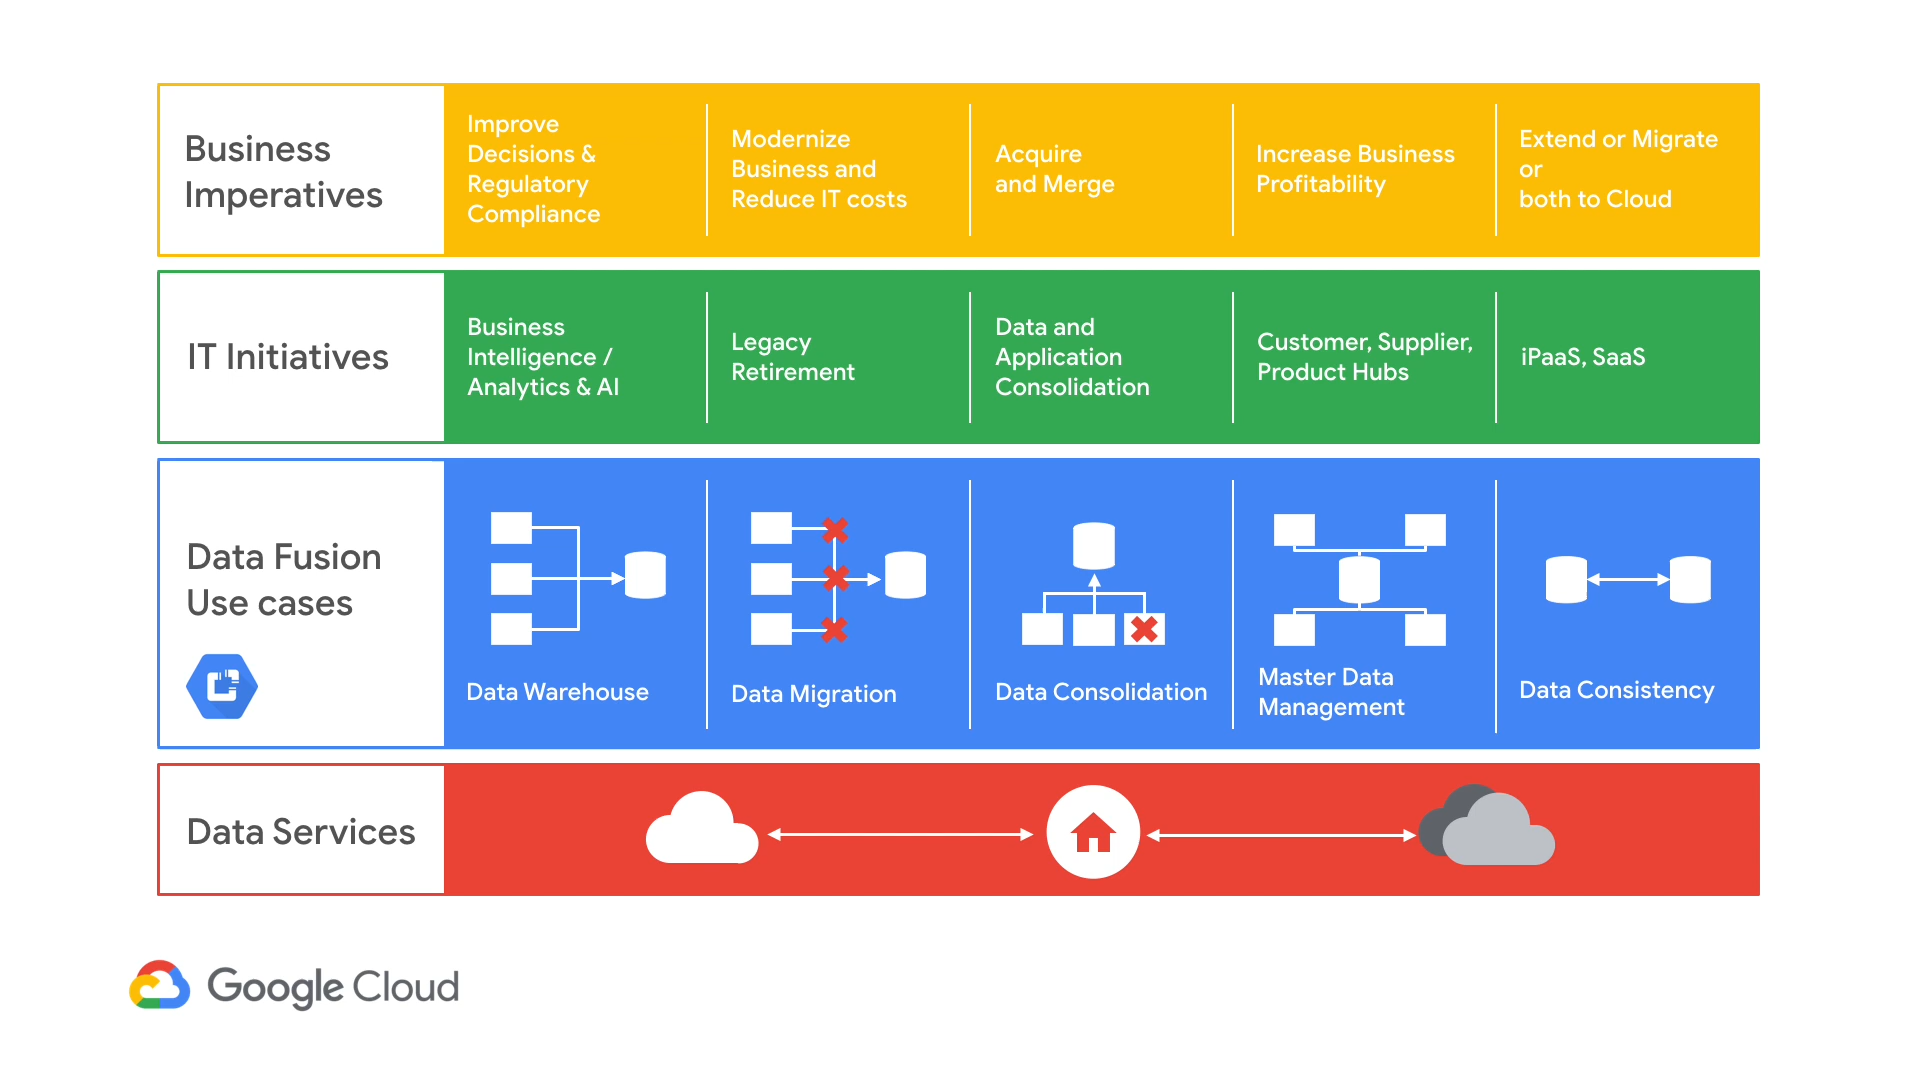 Business
Imperatives
Improve
Decisions &
Regulatory
Compliance
Modernize
Business and
Reduce IT costs
Acquire
and Merge
Increase Business
Profitability
Extend or Migrate
or
both to Cloud
IT Initiatives
Business
Intelligence /
Analytics & AI
Legacy
Retirement
Data and
Application
Consolidation
Customer, Supplier,
Product Hubs
iPaaS, SaaS
Data Fusion
Use cases
Data Warehouse
Data Migration
Data Consolidation
Master Data
Management
Data Consistency
Data Services
Google Cloud